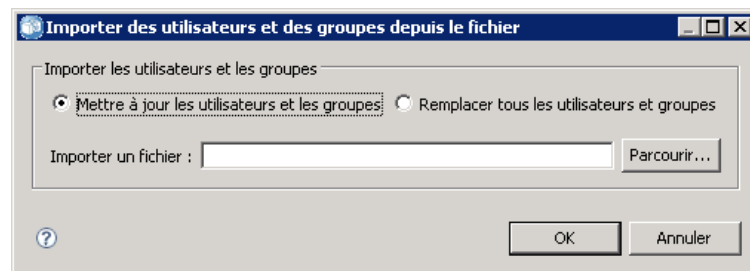 Importer des utilisateurs et des groupes depuis le fichier
Importer les utilisateurs et les groupes
Mettre à jour les utilisateurs et les groupes Remplacer tous les utilisateurs et groupes
Importer un fichier : Parcourir...
? OK Annuler